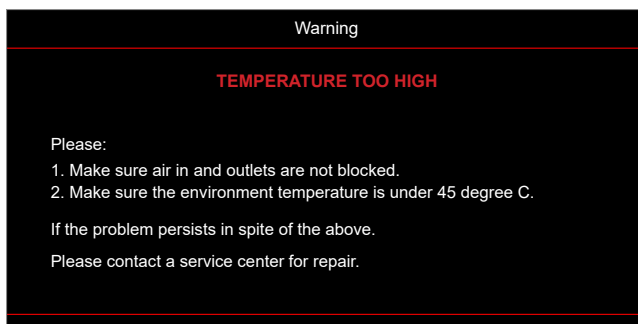 Warning
TEMPERATURE TOO HIGH
Please:
1. Make sure air in and outlets are not blocked.
2. Make sure the environment temperature is under 45 degree C.
If the problem persists in spite of the above.
Please contact a service center for repair.